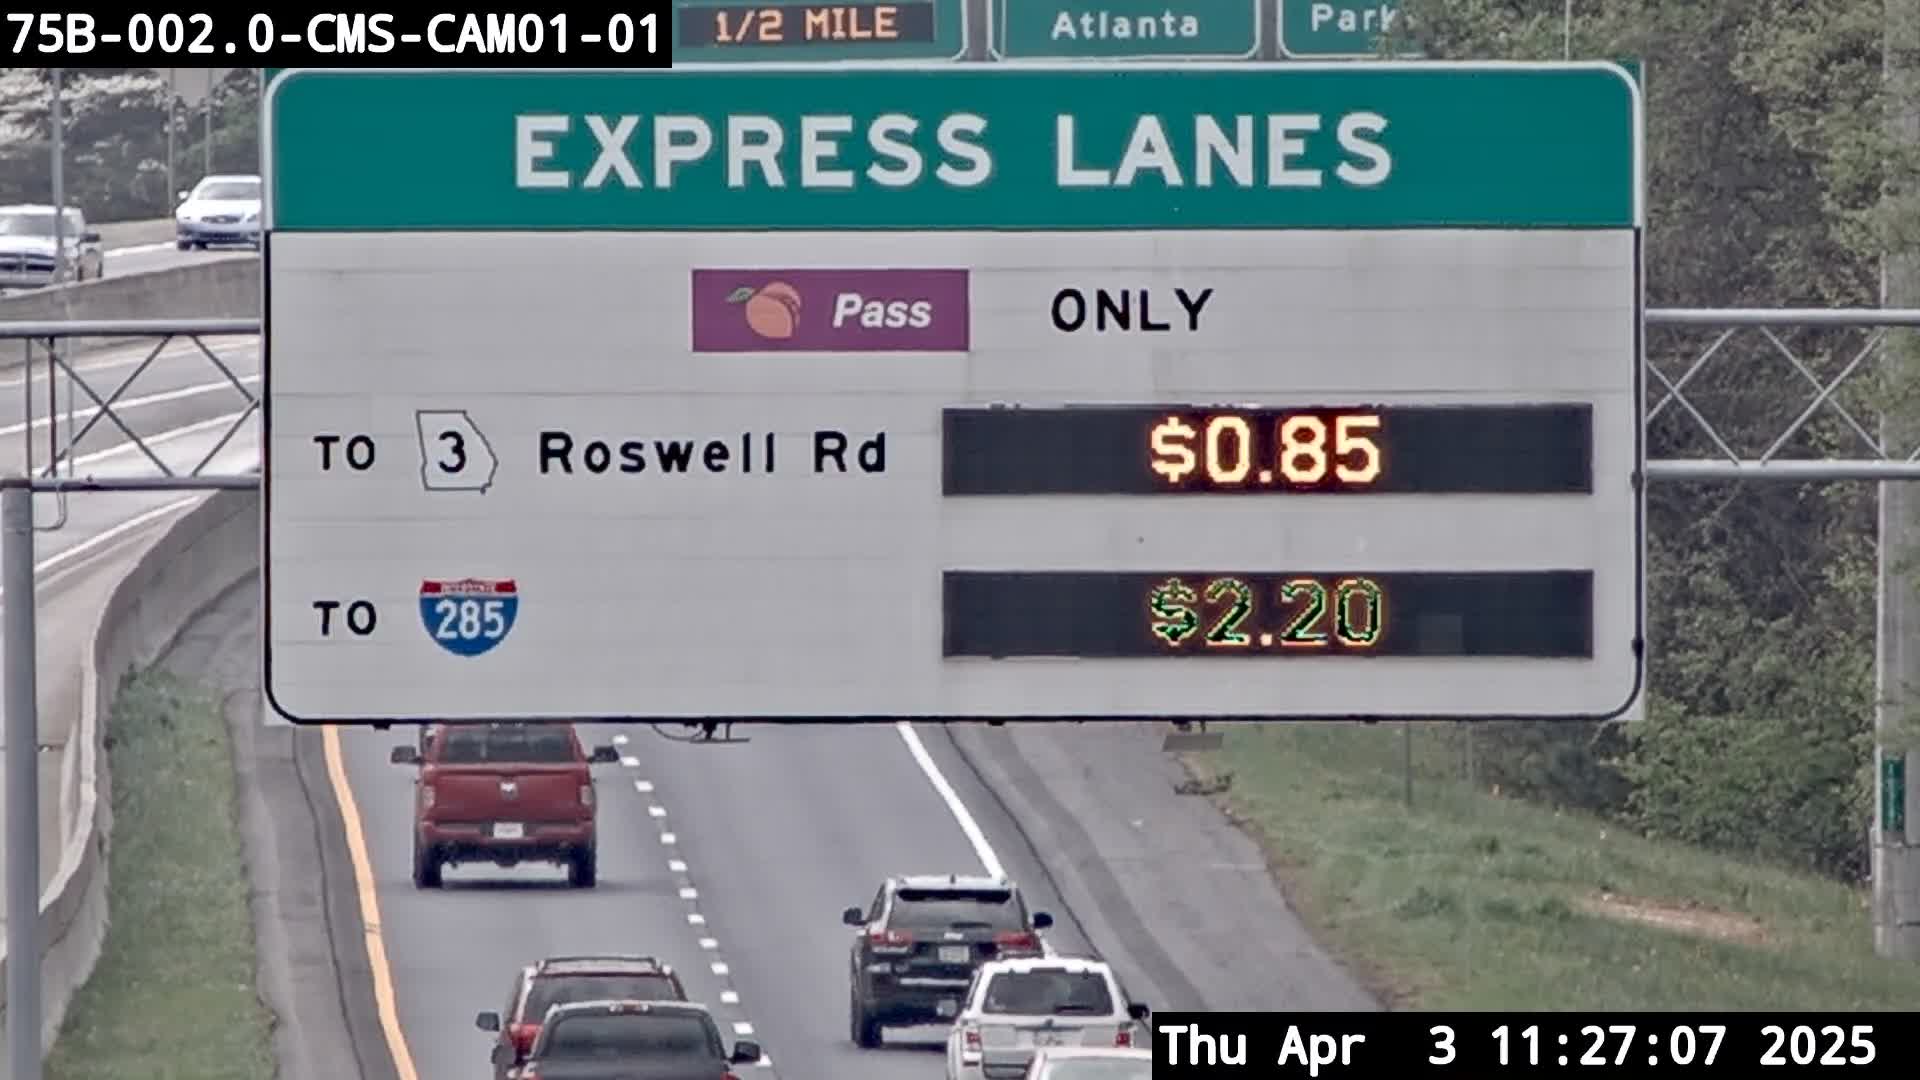 75B-002.0-CMS-CAM01-01
1/2 MILE
Atlanta
Park
EXPRESS LANES
Pass ONLY
TO 3 Roswell Rd $0.85
TO 285 $2.20
Thu Apr 3 11:27:07 2025